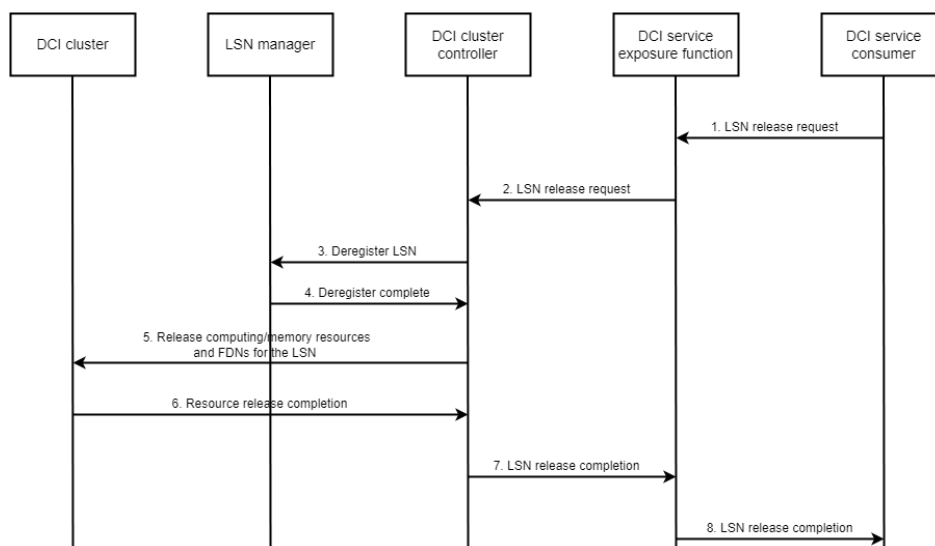 DCI cluster
LSN manager
DCI cluster
controller
DCI service
exposure function
DCI service
consumer
1. LSN release request
2. LSN release request
3. Deregister LSN
4. Deregister complete
5. Release computing/memory resources
and FDNs for the LSN
6. Resource release completion
7. LSN release completion
8. LSN release completion